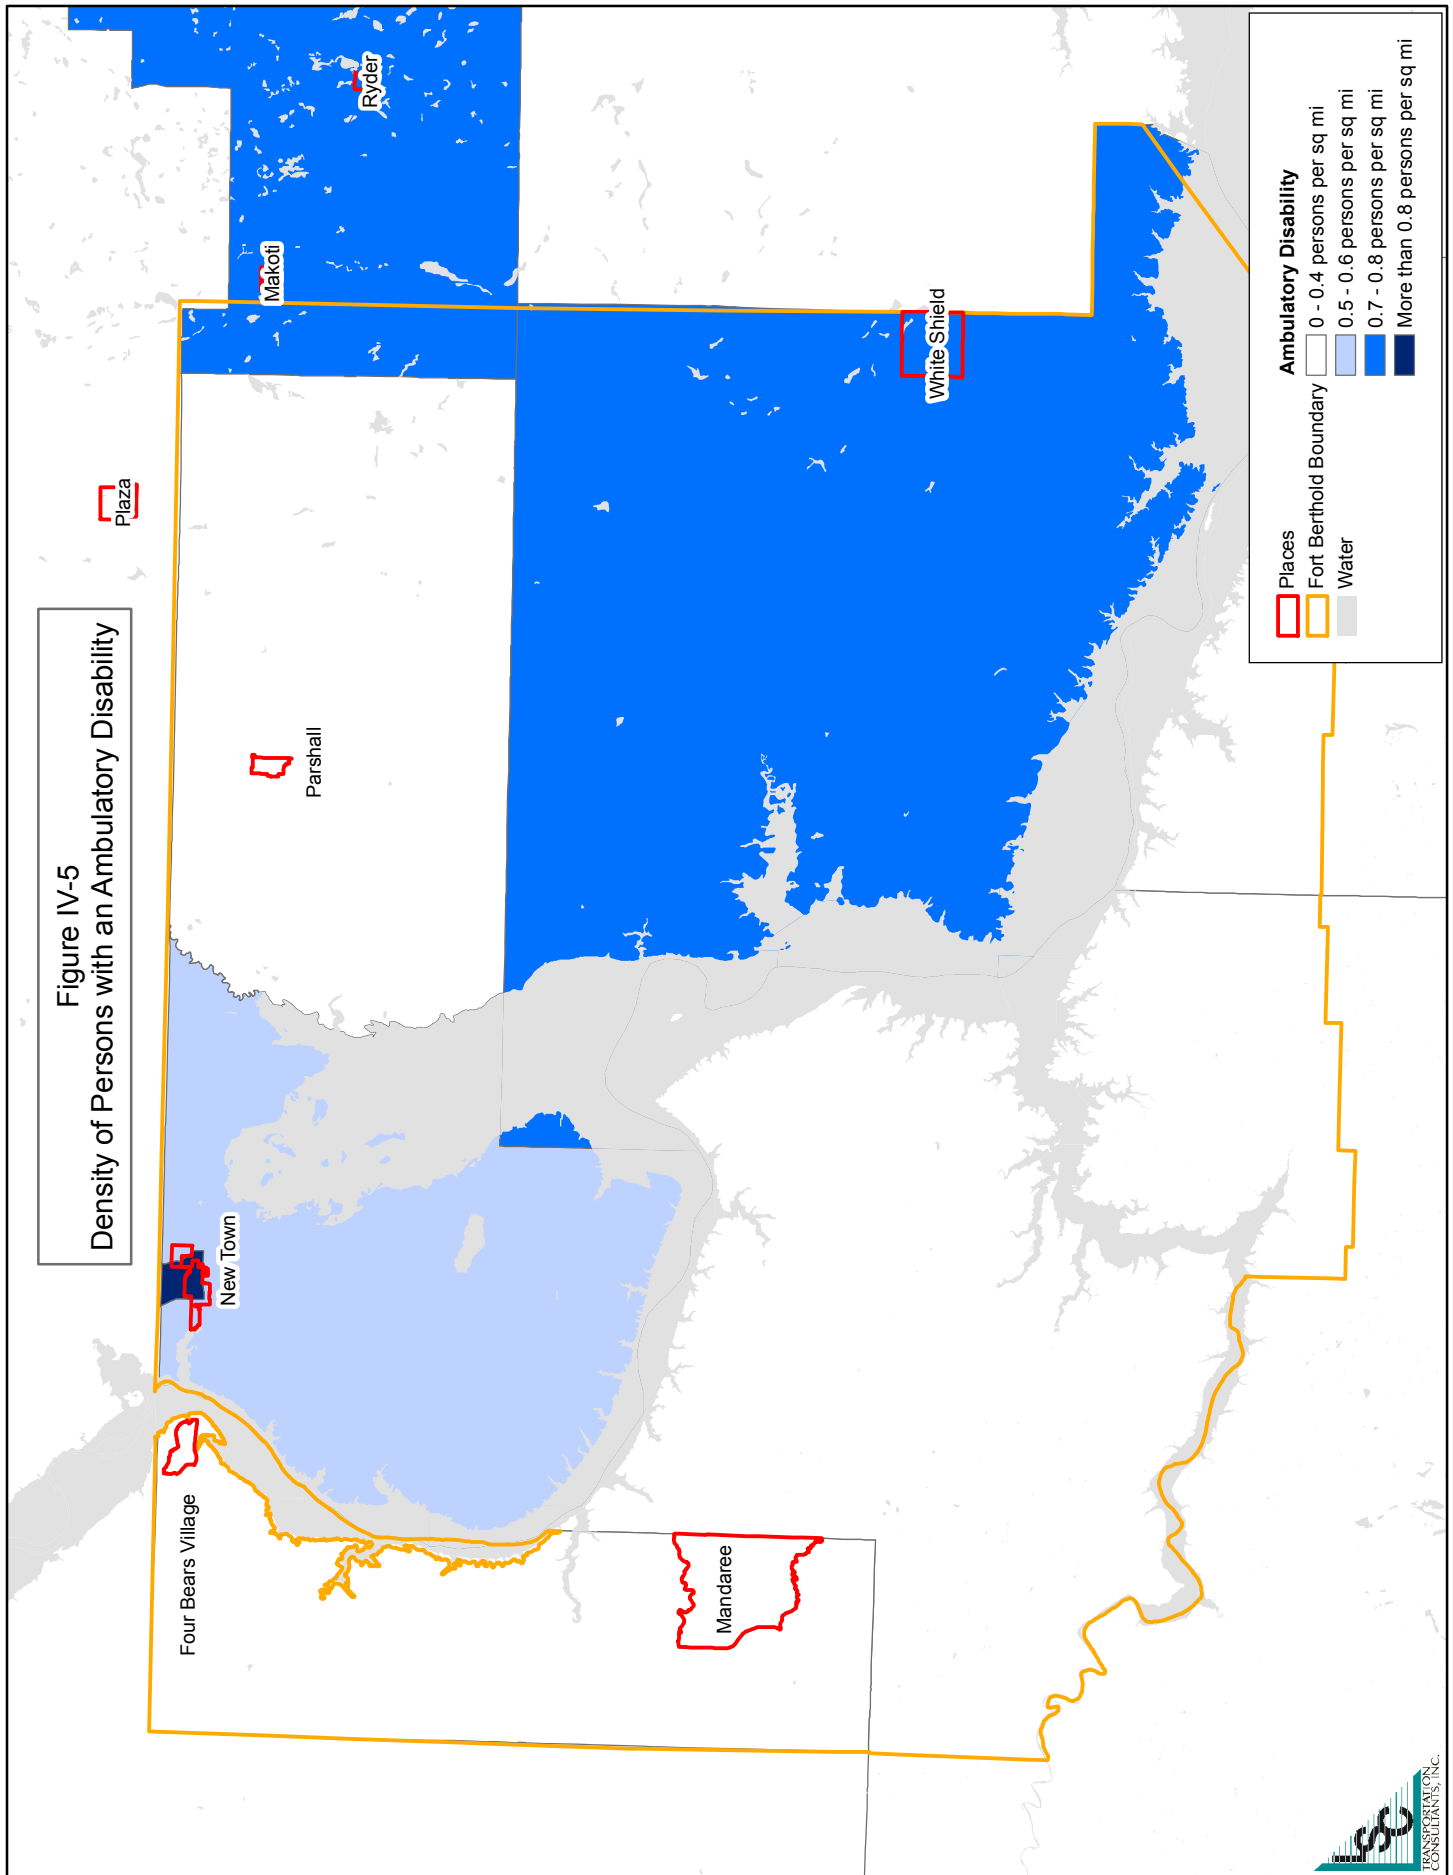 Figure IV-5
Density of Persons with an Ambulatory Disability
Four Bears Village
New Town
Parshall
Plaza
Makoti
Ryder
Mandaree
White Shield
Places
Fort Berthold Boundary
Water
Ambulatory Disability
0 - 0.4 persons per sq mi
0.5 - 0.6 persons per sq mi
0.7 - 0.8 persons per sq mi
More than 0.8 persons per sq mi
LSC
TRANSPORTATION
CONSULTANTS, INC.